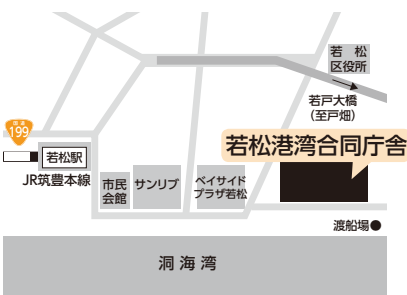 若松
区役所
若戸大橋
(至戸畑)
国道
199
若松港湾合同庁舎
若松駅
JR筑豊本線
市民
会館
サンリブ
ベイサイド
プラザ若松
渡船場
洞海湾